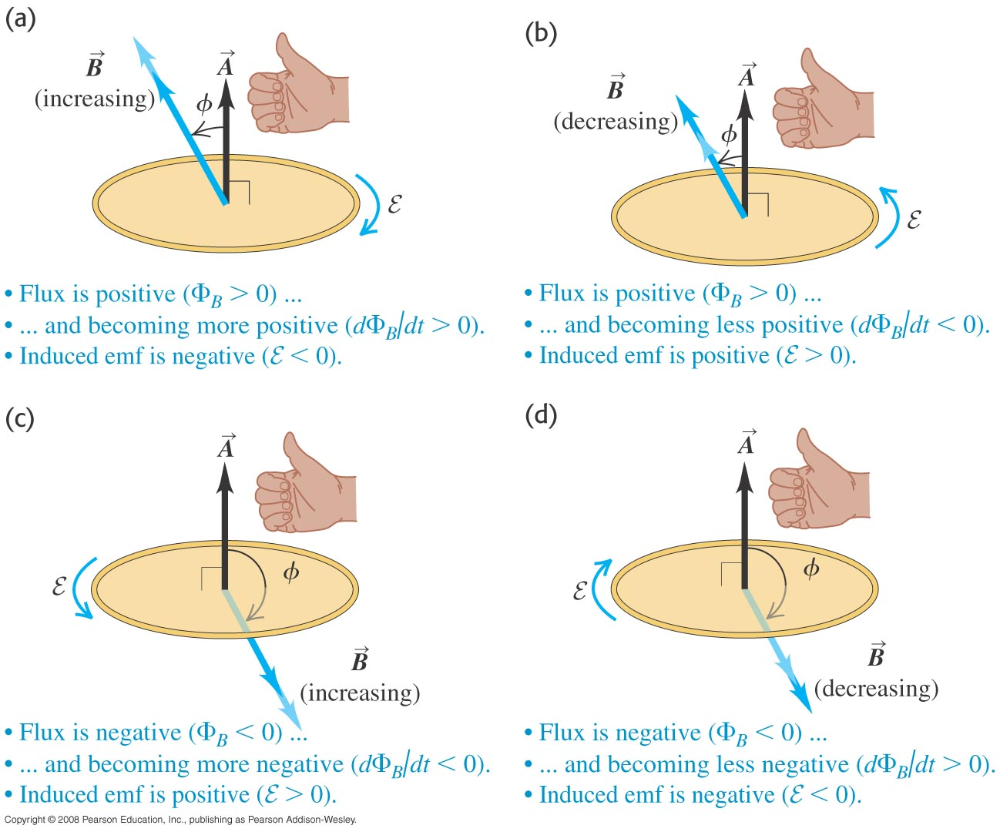 (a)
B⃗
(increasing)
ϕ
A⃗
ℰ
• Flux is positive (Φ_B > 0) ...
• ... and becoming more positive (dΦ_B/dt > 0).
• Induced emf is negative (ℰ < 0).
(b)
B⃗
(decreasing)
ϕ
A⃗
ℰ
• Flux is positive (Φ_B > 0) ...
• ... and becoming less positive (dΦ_B/dt < 0).
• Induced emf is positive (ℰ > 0).
(c)
A⃗
ϕ
ℰ
B⃗
(increasing)
• Flux is negative (Φ_B < 0) ...
• ... and becoming more negative (dΦ_B/dt < 0).
• Induced emf is positive (ℰ > 0).
(d)
A⃗
ϕ
ℰ
B⃗
(decreasing)
• Flux is negative (Φ_B < 0) ...
• ... and becoming less negative (dΦ_B/dt > 0).
• Induced emf is negative (ℰ < 0).
Copyright © 2008 Pearson Education, Inc., publishing as Pearson Addison-Wesley.